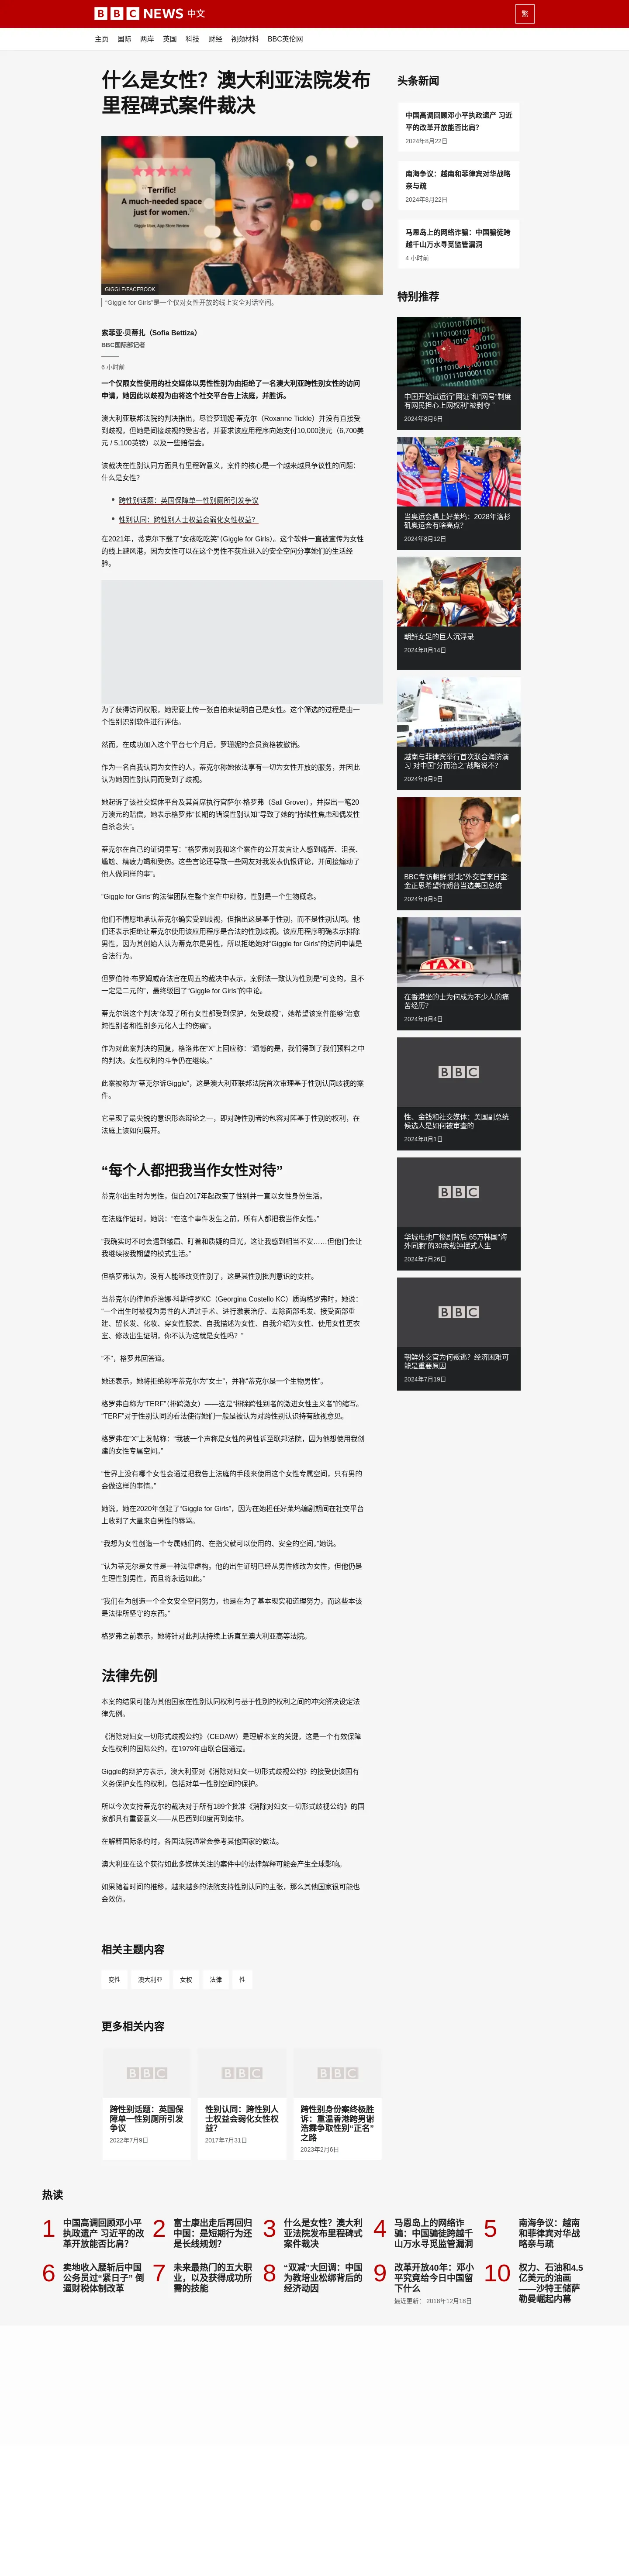 BBC NEWS 中文
繁
主页 国际 两岸 英国 科技 财经 视频材料 BBC英伦网
什么是女性？澳大利亚法院发布
里程碑式案件裁决
Terrific!
A much-needed space
just for women.
Giggle User, App Store Review
GIGGLE/FACEBOOK
“Giggle for Girls”是一个仅对女性开放的线上安全对话空间。
索菲亚·贝蒂扎（Sofia Bettiza）
BBC国际部记者
6 小时前
一个仅限女性使用的社交媒体以男性性别为由拒绝了一名澳大利亚跨性别女性的访问
申请，她因此以歧视为由将这个社交平台告上法庭，并胜诉。
澳大利亚联邦法院的判决指出，尽管罗珊妮·蒂克尔（Roxanne Tickle）并没有直接受
到歧视，但她是间接歧视的受害者，并要求该应用程序向她支付10,000澳元（6,700美
元 / 5,100英镑）以及一些赔偿金。
该裁决在性别认同方面具有里程碑意义，案件的核心是一个越来越具争议性的问题：
什么是女性？
跨性别话题：英国保障单一性别厕所引发争议
性别认同：跨性别人士权益会弱化女性权益？
在2021年，蒂克尔下载了“女孩吃吃笑”（Giggle for Girls）。这个软件一直被宣传为女性
的线上避风港，因为女性可以在这个男性不获准进入的安全空间分享她们的生活经
验。
为了获得访问权限，她需要上传一张自拍来证明自己是女性。这个筛选的过程是由一
个性别识别软件进行评估。
然而，在成功加入这个平台七个月后，罗珊妮的会员资格被撤销。
作为一名自我认同为女性的人，蒂克尔称她依法享有一切为女性开放的服务，并因此
认为她因性别认同而受到了歧视。
她起诉了该社交媒体平台及其首席执行官萨尔·格罗弗（Sall Grover），并提出一笔20
万澳元的赔偿，她表示格罗弗“长期的错误性别认知”导致了她的“持续性焦虑和偶发性
自杀念头”。
蒂克尔在自己的证词里写：“格罗弗对我和这个案件的公开发言让人感到痛苦、沮丧、
尴尬、精疲力竭和受伤。这些言论还导致一些网友对我发表仇恨评论，并间接煽动了
他人做同样的事”。
“Giggle for Girls”的法律团队在整个案件中辩称，性别是一个生物概念。
他们不情愿地承认蒂克尔确实受到歧视，但指出这是基于性别，而不是性别认同。他
们还表示拒绝让蒂克尔使用该应用程序是合法的性别歧视。该应用程序明确表示排除
男性，因为其创始人认为蒂克尔是男性，所以拒绝她对“Giggle for Girls”的访问申请是
合法行为。
但罗伯特·布罗姆威奇法官在周五的裁决中表示，案例法一致认为性别是“可变的，且不
一定是二元的”，最终驳回了“Giggle for Girls”的申论。
蒂克尔说这个判决“体现了所有女性都受到保护，免受歧视”，她希望该案件能够“治愈
跨性别者和性别多元化人士的伤痛”。
作为对此案判决的回复，格洛弗在“X”上回应称：“遗憾的是，我们得到了我们预料之中
的判决。女性权利的斗争仍在继续。”
此案被称为“蒂克尔诉Giggle”，这是澳大利亚联邦法院首次审理基于性别认同歧视的案
件。
它呈现了最尖锐的意识形态辩论之一，即对跨性别者的包容对阵基于性别的权利，在
法庭上该如何展开。
“每个人都把我当作女性对待”
蒂克尔出生时为男性，但自2017年起改变了性别并一直以女性身份生活。
在法庭作证时，她说：“在这个事件发生之前，所有人都把我当作女性。”
“我确实时不时会遇到皱眉、盯着和质疑的目光，这让我感到相当不安……但他们会让
我继续按我期望的模式生活。”
但格罗弗认为，没有人能够改变性别了，这是其性别批判意识的支柱。
当蒂克尔的律师乔治娜·科斯特罗KC（Georgina Costello KC）质询格罗弗时，她说：
“一个出生时被视为男性的人通过手术、进行激素治疗、去除面部毛发、接受面部重
建、留长发、化妆、穿女性服装、自我描述为女性、自我介绍为女性、使用女性更衣
室、修改出生证明，你不认为这就是女性吗？”
“不”，格罗弗回答道。
她还表示，她将拒绝称呼蒂克尔为“女士”，并称“蒂克尔是一个生物男性”。
格罗弗自称为“TERF”（排跨激女）——这是“排除跨性别者的激进女性主义者”的缩写。
“TERF”对于性别认同的看法使得她们一般是被认为对跨性别认识持有敌视意见。
格罗弗在“X”上发帖称：“我被一个声称是女性的男性诉至联邦法院，因为他想使用我创
建的女性专属空间。”
“世界上没有哪个女性会通过把我告上法庭的手段来使用这个女性专属空间，只有男的
会做这样的事情。”
她说，她在2020年创建了“Giggle for Girls”，因为在她担任好莱坞编剧期间在社交平台
上收到了大量来自男性的辱骂。
“我想为女性创造一个专属她们的、在指尖就可以使用的、安全的空间。”她说。
“认为蒂克尔是女性是一种法律虚构。他的出生证明已经从男性修改为女性，但他仍是
生理性别男性，而且将永远如此。”
“我们在为创造一个全女安全空间努力，也是在为了基本现实和道理努力，而这些本该
是法律所坚守的东西。”
格罗弗之前表示，她将针对此判决持续上诉直至澳大利亚高等法院。
法律先例
本案的结果可能为其他国家在性别认同权利与基于性别的权利之间的冲突解决设定法
律先例。
《消除对妇女一切形式歧视公约》（CEDAW）是理解本案的关键，这是一个有效保障
女性权利的国际公约，在1979年由联合国通过。
Giggle的辩护方表示，澳大利亚对《消除对妇女一切形式歧视公约》的接受使该国有
义务保护女性的权利，包括对单一性别空间的保护。
所以今次支持蒂克尔的裁决对于所有189个批准《消除对妇女一切形式歧视公约》的国
家都具有重要意义——从巴西到印度再到南非。
在解释国际条约时，各国法院通常会参考其他国家的做法。
澳大利亚在这个获得如此多媒体关注的案件中的法律解释可能会产生全球影响。
如果随着时间的推移，越来越多的法院支持性别认同的主张，那么其他国家很可能也
会效仿。
相关主题内容
变性 澳大利亚 女权 法律 性
更多相关内容
BBC
跨性别话题：英国保
障单一性别厕所引发
争议
2022年7月9日
BBC
性别认同：跨性别人
士权益会弱化女性权
益？
2017年7月31日
BBC
跨性别身份案终极胜
诉：重温香港跨男谢
浩霖争取性别“正名”
之路
2023年2月6日
头条新闻
中国高调回顾邓小平执政遗产 习近
平的改革开放能否比肩？
2024年8月22日
南海争议：越南和菲律宾对华战略
亲与疏
2024年8月22日
马恩岛上的网络诈骗：中国骗徒跨
越千山万水寻觅监管漏洞
4 小时前
特别推荐
中国开始试运行“网证”和“网号”制度
有网民担心上网权利“被剥夺 ”
2024年8月6日
当奥运会遇上好莱坞：2028年洛杉
矶奥运会有啥亮点？
2024年8月12日
朝鲜女足的巨人沉浮录
2024年8月14日
越南与菲律宾举行首次联合海防演
习 对中国“分而治之”战略说不？
2024年8月9日
BBC专访朝鲜“脱北”外交官李日奎:
金正恩希望特朗普当选美国总统
2024年8月5日
TAXI
在香港坐的士为何成为不少人的痛
苦经历？
2024年8月4日
BBC
性、金钱和社交媒体：美国副总统
候选人是如何被审查的
2024年8月1日
BBC
华城电池厂惨剧背后 65万韩国“海
外同胞”的30余载钟摆式人生
2024年7月26日
BBC
朝鲜外交官为何叛逃？经济困难可
能是重要原因
2024年7月19日
热读
1 中国高调回顾邓小平
执政遗产 习近平的改
革开放能否比肩？
2 富士康出走后再回归
中国：是短期行为还
是长线规划？
3 什么是女性？澳大利
亚法院发布里程碑式
案件裁决
4 马恩岛上的网络诈
骗：中国骗徒跨越千
山万水寻觅监管漏洞
5 南海争议：越南
和菲律宾对华战
略亲与疏
6 卖地收入腰斩后中国
公务员过“紧日子” 倒
逼财税体制改革
7 未来最热门的五大职
业，以及获得成功所
需的技能
8 “双减”大回调：中国
为教培业松绑背后的
经济动因
9 改革开放40年：邓小
平究竟给今日中国留
下什么
最近更新： 2018年12月18日
10 权力、石油和4.5
亿美元的油画
——沙特王储萨
勒曼崛起内幕